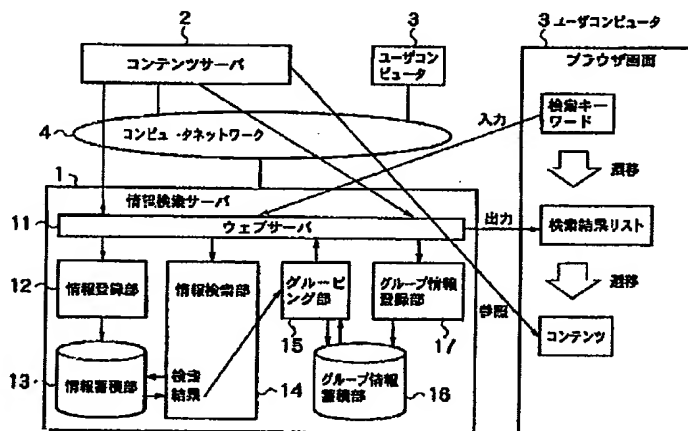 2
コンテンツサーバ
3
ユーザコン
ピュータ
3 ユーザコンピュータ
ブラウザ画面
検索キー
ワード
入力
遷移
4
コンピュータネットワーク
1
情報検索サーバ
11
ウェブサーバ
出力
検索結果リスト
遷移
12
情報登録部
情報検索部
グルーピ
ング部
15
グループ情報
登録部
17
参照
コンテンツ
13
情報蓄積部
検索
結果
14
グループ情報
蓄積部
16